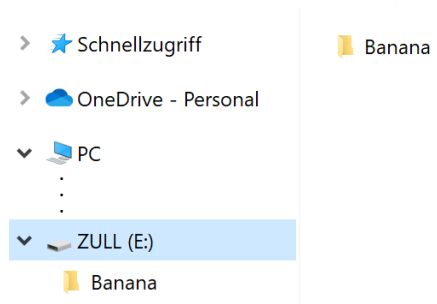 Schnellzugriff
OneDrive - Personal
PC
.
.
.
ZULL (E:)
Banana
Banana